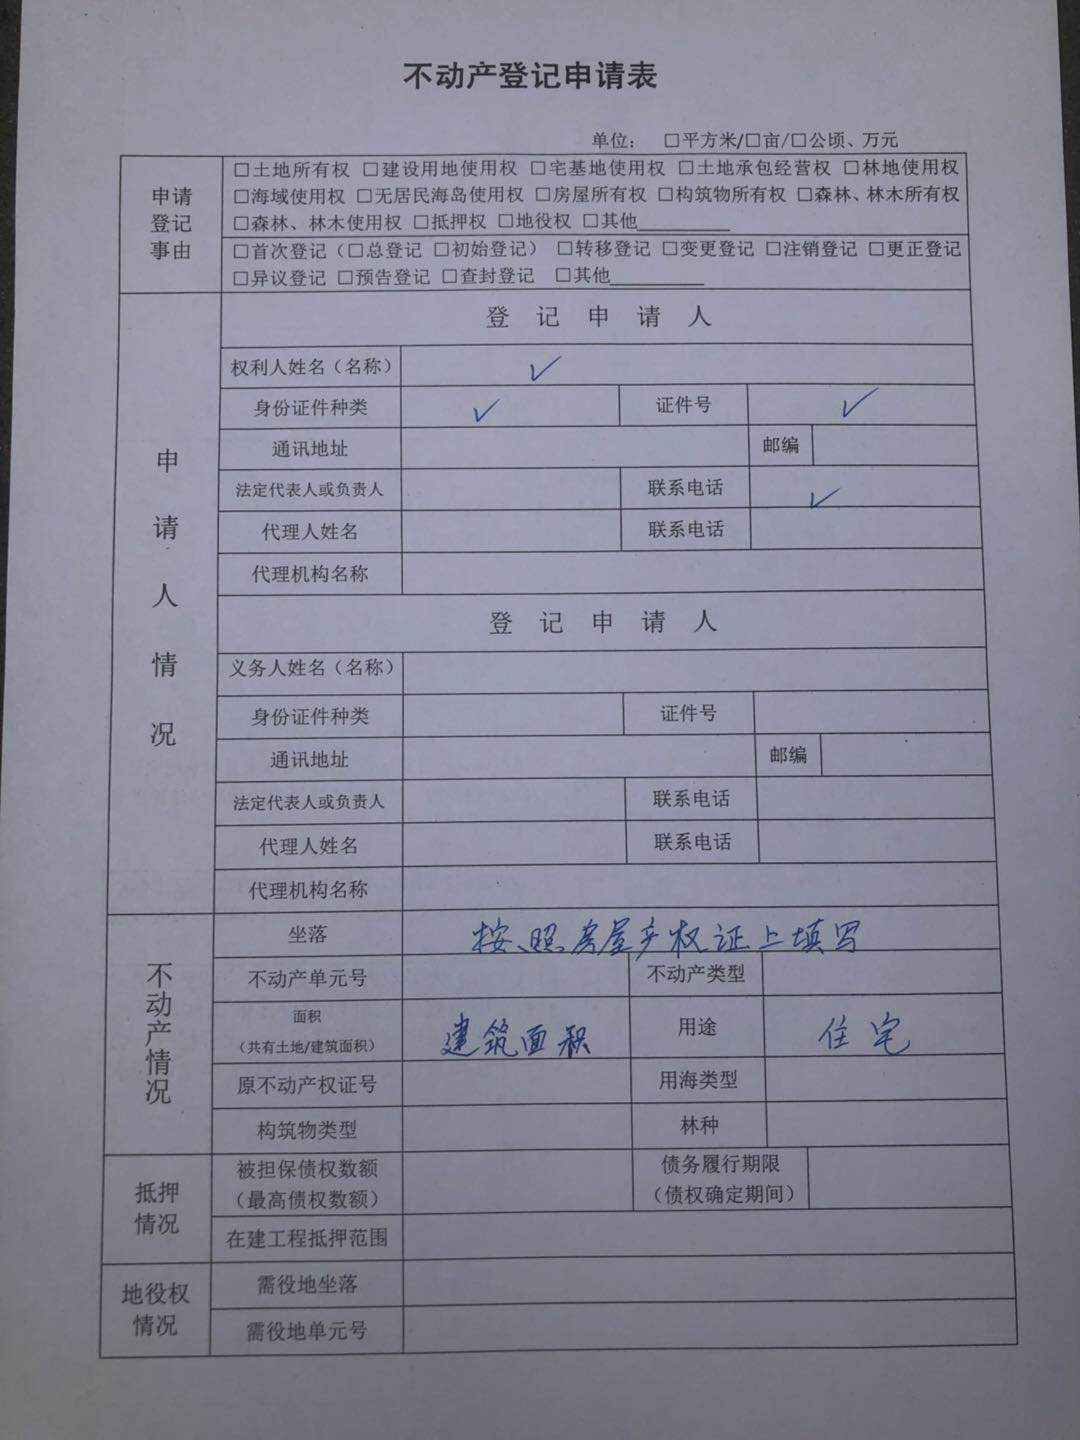 不动产登记申请表
单位： □平方米/□亩/□公顷、万元
申请登记事由
□土地所有权 □建设用地使用权 □宅基地使用权 □土地承包经营权 □林地使用权
□海域使用权 □无居民海岛使用权 □房屋所有权 □构筑物所有权 □森林、林木所有权
□森林、林木使用权 □抵押权 □地役权 □其他________
□首次登记（□总登记 □初始登记） □转移登记 □变更登记 □注销登记 □更正登记
□异议登记 □预告登记 □查封登记 □其他________
申请人情况
登记申请人
权利人姓名（名称） ✓
身份证件种类 ✓ 证件号 ✓
通讯地址 邮编
法定代表人或负责人 联系电话 ✓
代理人姓名 联系电话
代理机构名称
登记申请人
义务人姓名（名称）
身份证件种类 证件号
通讯地址 邮编
法定代表人或负责人 联系电话
代理人姓名 联系电话
代理机构名称
不动产情况
坐落 按照房屋产权证上填写
不动产单元号 不动产类型
面积
（共有土地/建筑面积） 建筑面积 用途 住宅
原不动产权证号 用海类型
构筑物类型 林种
抵押情况
被担保债权数额 债务履行期限
（最高债权数额） （债权确定期间）
在建工程抵押范围
地役权情况
需役地坐落
需役地单元号